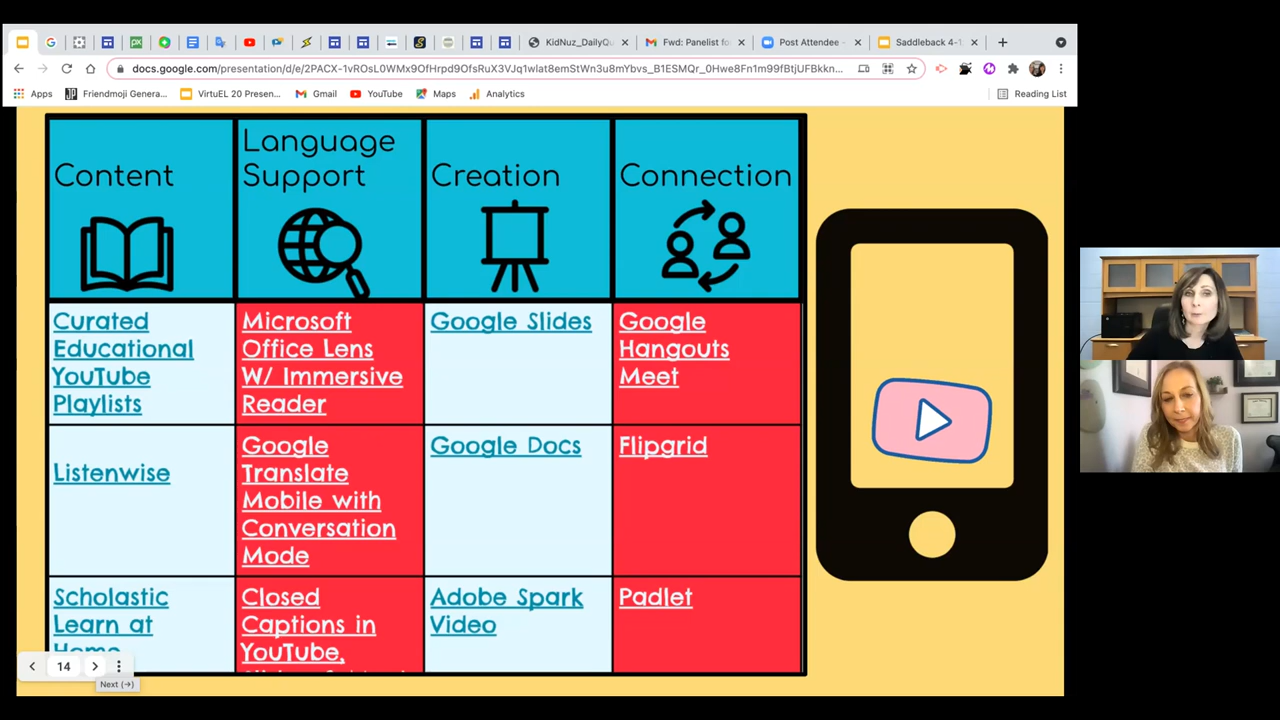 KidNuz_DailyQu
Fwd: Panelist fo
Post Attendee -
Saddleback 4-1
docs.google.com/presentation/d/e/2PACX-1vROsL0WMx9OfHrpd9OfsRuX3VJq1wlat8emStWn3u8mYbvs_B1ESMQr_0Hwe8Fn1m99fBtjUFBkkn...
Apps
Friendmoji Genera...
VirtuEL 20 Presen...
Gmail
YouTube
Maps
Analytics
Reading List
Content
Language
Support
Creation
Connection
Curated
Educational
YouTube
Playlists
Microsoft
Office Lens
W/ Immersive
Reader
Google Slides
Google
Hangouts
Meet
Listenwise
Google
Translate
Mobile with
Conversation
Mode
Google Docs
Flipgrid
Scholastic
Learn at
Home
Closed
Captions in
YouTube,
Adobe Spark
Video
Padlet
14
Next (→)